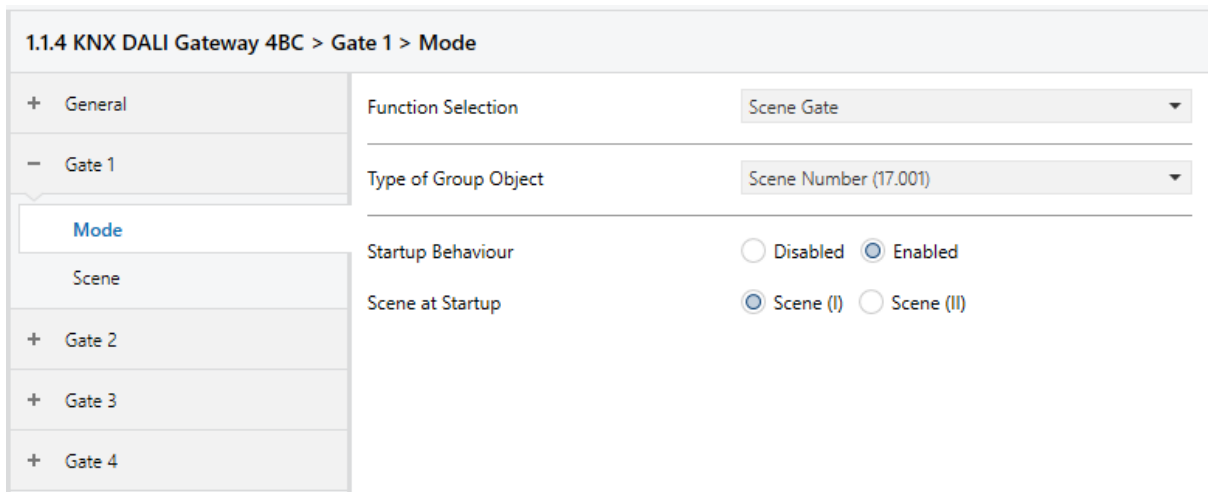 1.1.4 KNX DALI Gateway 4BC > Gate 1 > Mode
+ General
− Gate 1
Mode
Scene
+ Gate 2
+ Gate 3
+ Gate 4
Function Selection Scene Gate
Type of Group Object Scene Number (17.001)
Startup Behaviour Disabled Enabled
Scene at Startup Scene (I) Scene (II)